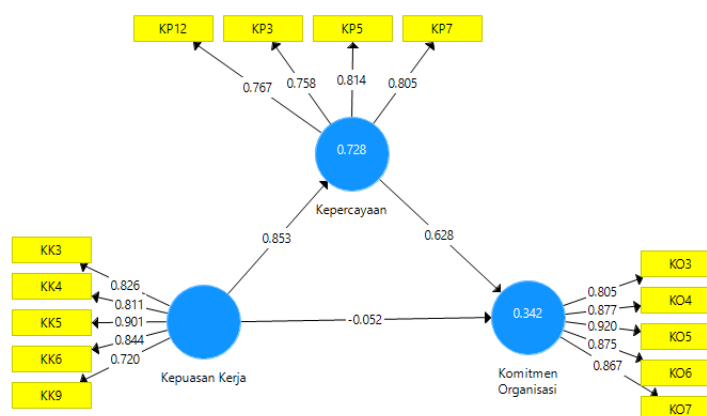 KP12
KP3
KP5
KP7
0.767
0.758
0.814
0.805
0.728
Kepercayaan
0.853
0.628
KK3
KK4
KK5
KK6
KK9
0.826
0.811
0.901
0.844
0.720
Kepuasan Kerja
-0.052
0.342
Komitmen
Organisasi
0.805
0.877
0.920
0.875
0.867
KO3
KO4
KO5
KO6
KO7